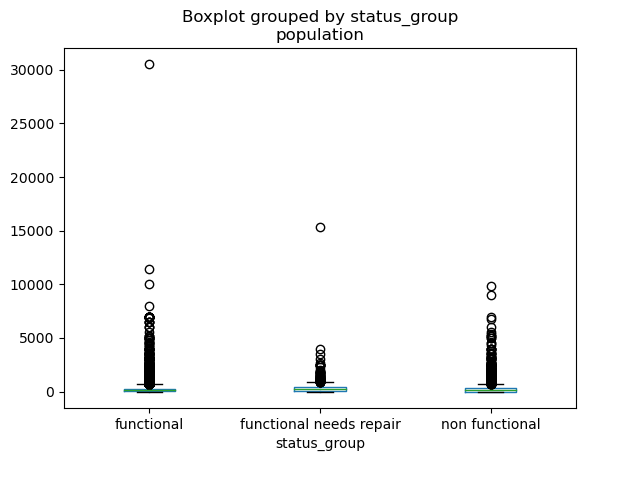 Boxplot grouped by status_group
population
30000
25000
20000
15000
10000
5000
0
functional
functional needs repair
non functional
status_group